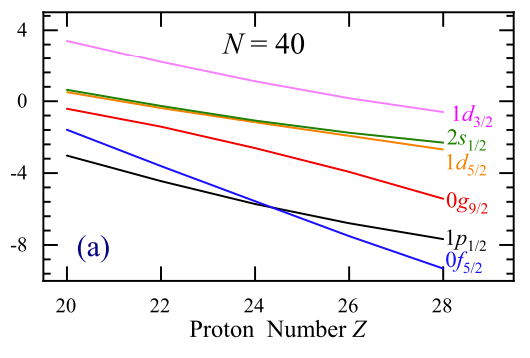 4
0
-4
-8
N = 40
1d3/2
2s1/2
1d5/2
0g9/2
1p1/2
0f5/2
(a)
20 22 24 26 28
Proton Number Z